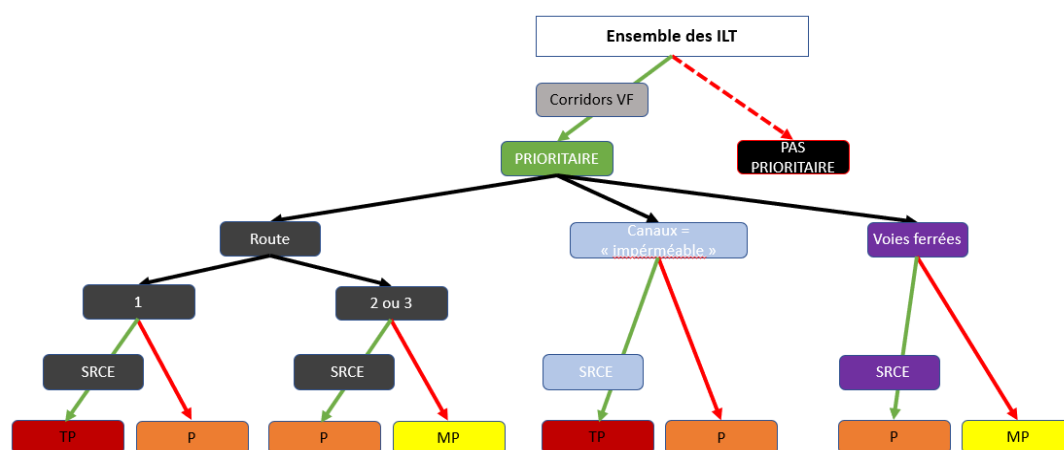 Ensemble des ILT
Corridors VF
PRIORITAIRE
PAS
PRIORITAIRE
Route
Canaux =
« impérméable »
Voies ferrées
1
2 ou 3
SRCE
SRCE
SRCE
SRCE
TP
P
P
MP
TP
P
P
MP